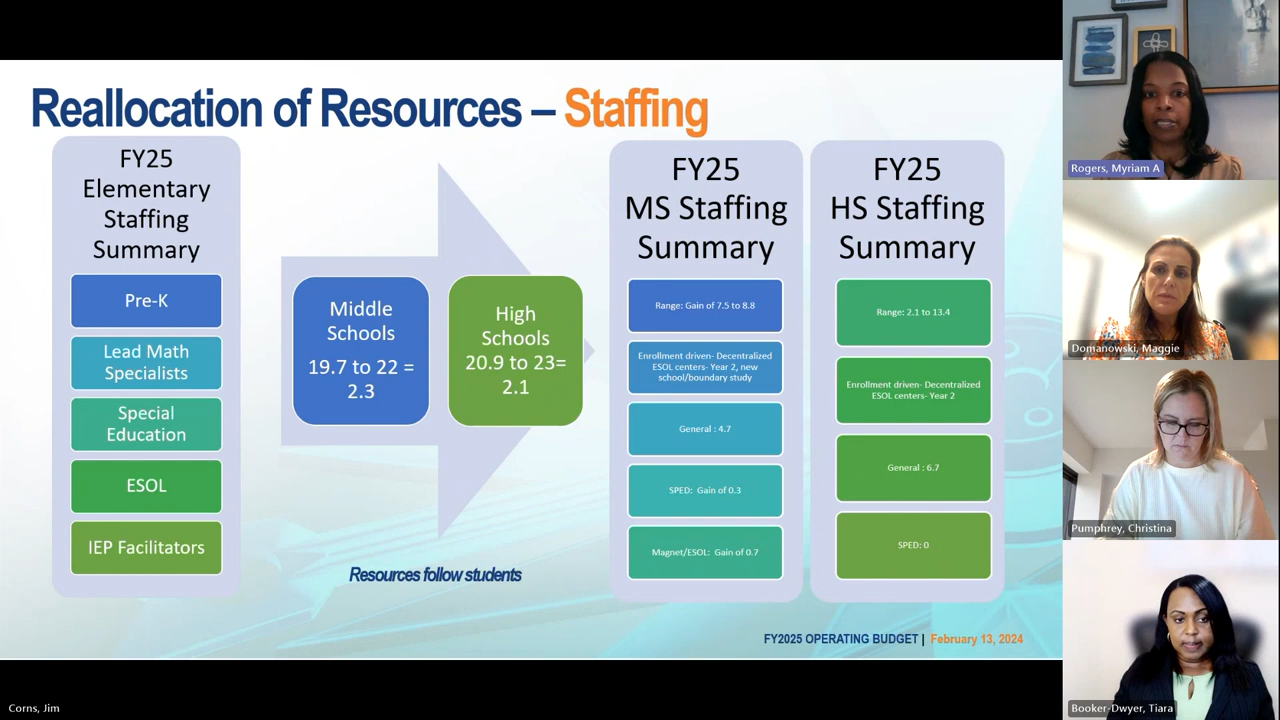 Reallocation of Resources – Staffing
FY25
Elementary
Staffing
Summary
Pre-K
Lead Math
Specialists
Special
Education
ESOL
IEP Facilitators
Middle
Schools
19.7 to 22 =
2.3
High
Schools
20.9 to 23=
2.1
Resources follow students
FY25
MS Staffing
Summary
Range: Gain of 7.5 to 8.8
Enrollment driven- Decentralized
ESOL centers- Year 2, new
school/boundary study
General : 4.7
SPED:  Gain of 0.3
Magnet/ESOL:  Gain of 0.7
FY25
HS Staffing
Summary
Range: 2.1 to 13.4
Enrollment driven- Decentralized
ESOL centers- Year 2
General : 6.7
SPED: 0
FY2025 OPERATING BUDGET | February 13, 2024
Rogers, Myriam A
Domanowski, Maggie
Pumphrey, Christina
Booker-Dwyer, Tiara
Corns, Jim